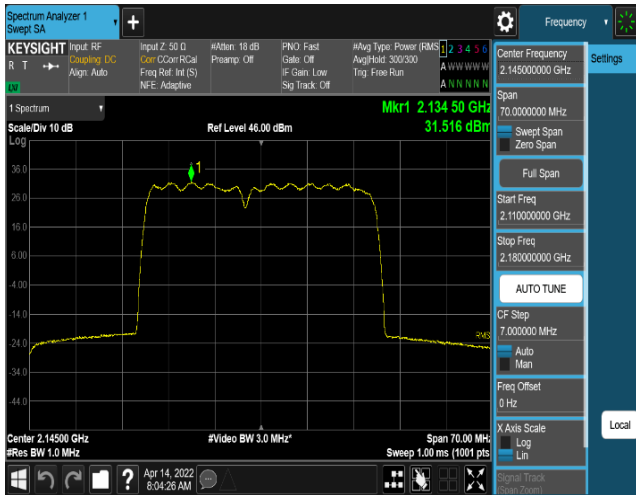 Spectrum Analyzer 1
Swept SA
Frequency
KEYSIGHT
R T
LXI
Input: RF
Coupling: DC
Align: Auto
Input Z: 50 Ω
Corr CCorr RCal
Freq Ref: Int (S)
NFE: Adaptive
#Atten: 18 dB
Preamp: Off
PNO: Fast
Gate: Off
IF Gain: Low
Sig Track: Off
#Avg Type: Power (RMS
Avg|Hold: 300/300
Trig: Free Run
1 2 3 4 5 6
A W W W W W
A N N N N N
1 Spectrum
Scale/Div 10 dB
Log
Ref Level 46.00 dBm
Mkr1 2.134 50 GHz
31.516 dBm
36.0
26.0
16.0
6.00
-4.00
-14.0
-24.0
-34.0
-44.0
1
RMS
Center 2.14500 GHz
#Res BW 1.0 MHz
#Video BW 3.0 MHz*
Span 70.00 MHz
Sweep 1.00 ms (1001 pts)
Apr 14, 2022
8:04:26 AM
Center Frequency
2.145000000 GHz
Span
70.0000000 MHz
Swept Span
Zero Span
Full Span
Start Freq
2.110000000 GHz
Stop Freq
2.180000000 GHz
AUTO TUNE
CF Step
7.000000 MHz
Auto
Man
Freq Offset
0 Hz
X Axis Scale
Log
Lin
Signal Track
(Span Zoom)
Settings
Local